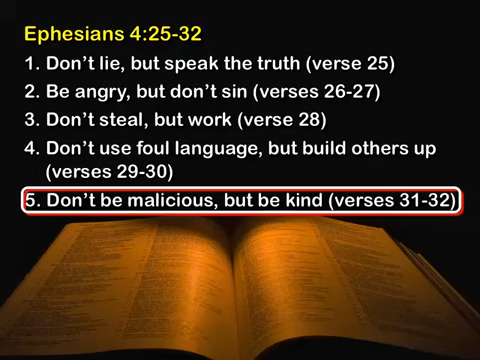 Ephesians 4:25-32
1. Don't lie, but speak the truth (verse 25)
2. Be angry, but don't sin (verses 26-27)
3. Don't steal, but work (verse 28)
4. Don't use foul language, but build others up
(verses 29-30)
5. Don't be malicious, but be kind (verses 31-32)